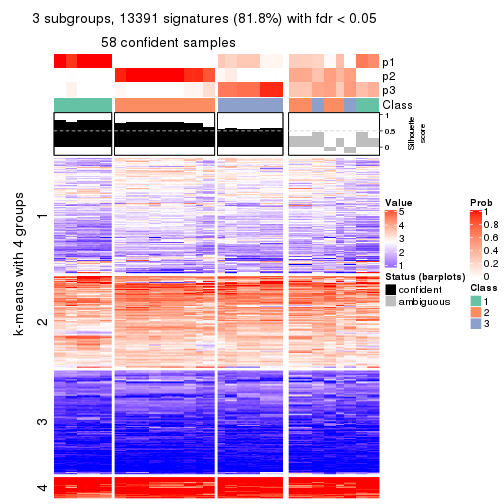 3 subgroups, 13391 signatures (81.8%) with fdr < 0.05
58 confident samples
p1
p2
p3
Class
1
0.5
0
Silhouette
score
k-means with 4 groups
1
2
3
4
Value
5
4
3
2
1
Status (barplots)
confident
ambiguous
Prob
1
0.8
0.6
0.4
0.2
0
Class
1
2
3